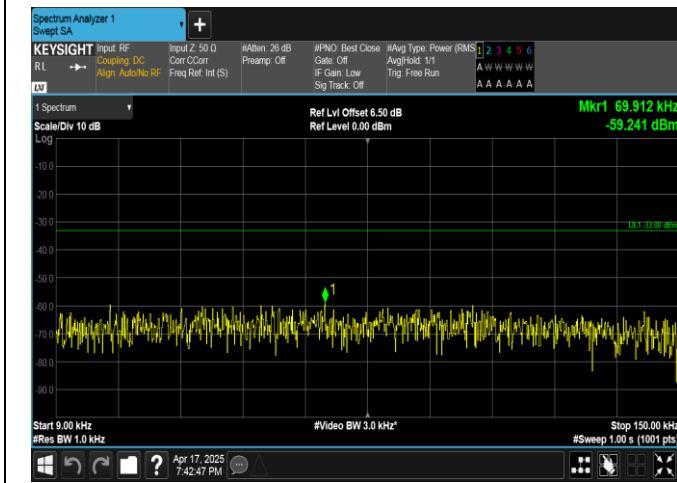 Spectrum Analyzer 1
Swept SA
+
KEYSIGHT Input: RF Input Z: 50 Ω #Atten: 26 dB #PNO: Best Close #Avg Type: Power (RMS 1 2 3 4 5 6
RL Coupling: DC Corr CCorr Preamp: Off Gate: Off Avg|Hold: 1/1 A W W W W W
Align: Auto/No RF Freq Ref: Int (S) IF Gain: Low Trig: Free Run
LXI Sig Track: Off A A A A A A
1 Spectrum
Ref Lvl Offset 6.50 dB Mkr1 69.912 kHz
Scale/Div 10 dB Ref Level 0.00 dBm -59.241 dBm
Log
-10.0
-20.0
-30.0
DL1 -33.00 dBm
-40.0
-50.0
1
-60.0
-70.0
-80.0
-90.0
Start 9.00 kHz #Video BW 3.0 kHz* Stop 150.00 kHz
#Res BW 1.0 kHz #Sweep 1.00 s (1001 pts)
? Apr 17, 2025
7:42:47 PM